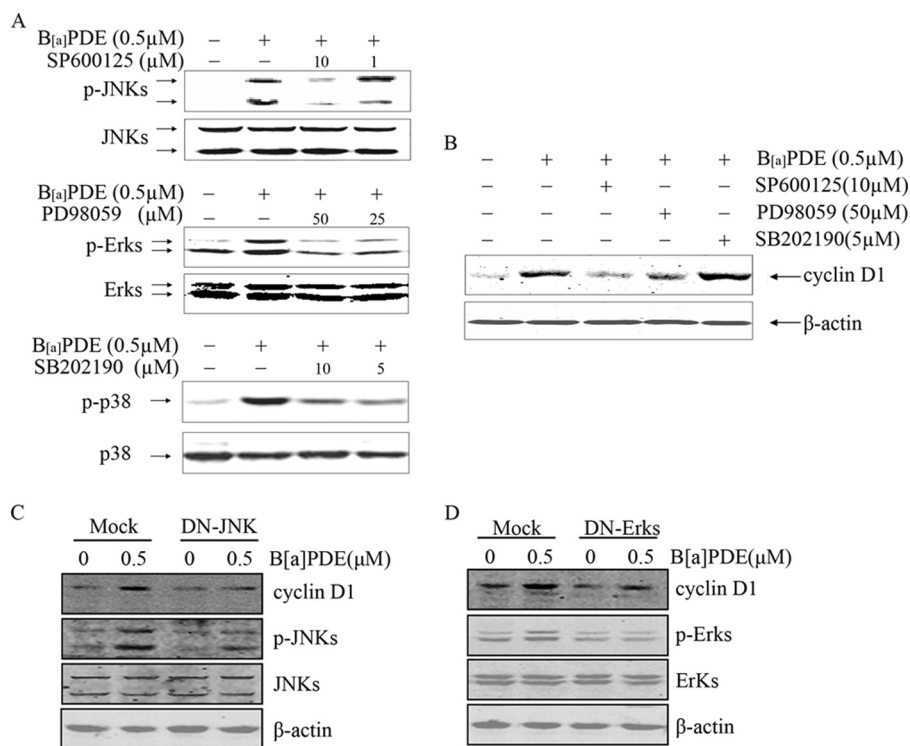 A
B[a]PDE (0.5μM) – + + +
SP600125 (μM) – – 10 1
p-JNKs
JNKs
B[a]PDE (0.5μM) – + + +
PD98059 (μM) – – 50 25
p-Erks
Erks
B[a]PDE (0.5μM) – + + +
SB202190 (μM) – – 10 5
p-p38
p38
B
– + + + + B[a]PDE (0.5μM)
– – + – – SP600125(10μM)
– – – + – PD98059 (50μM)
– – – – + SB202190(5μM)
cyclin D1
β-actin
C
Mock DN-JNK
0 0.5 0 0.5 B[a]PDE(μM)
cyclin D1
p-JNKs
JNKs
β-actin
D
Mock DN-Erks
0 0.5 0 0.5 B[a]PDE(μM)
cyclin D1
p-Erks
ErKs
β-actin